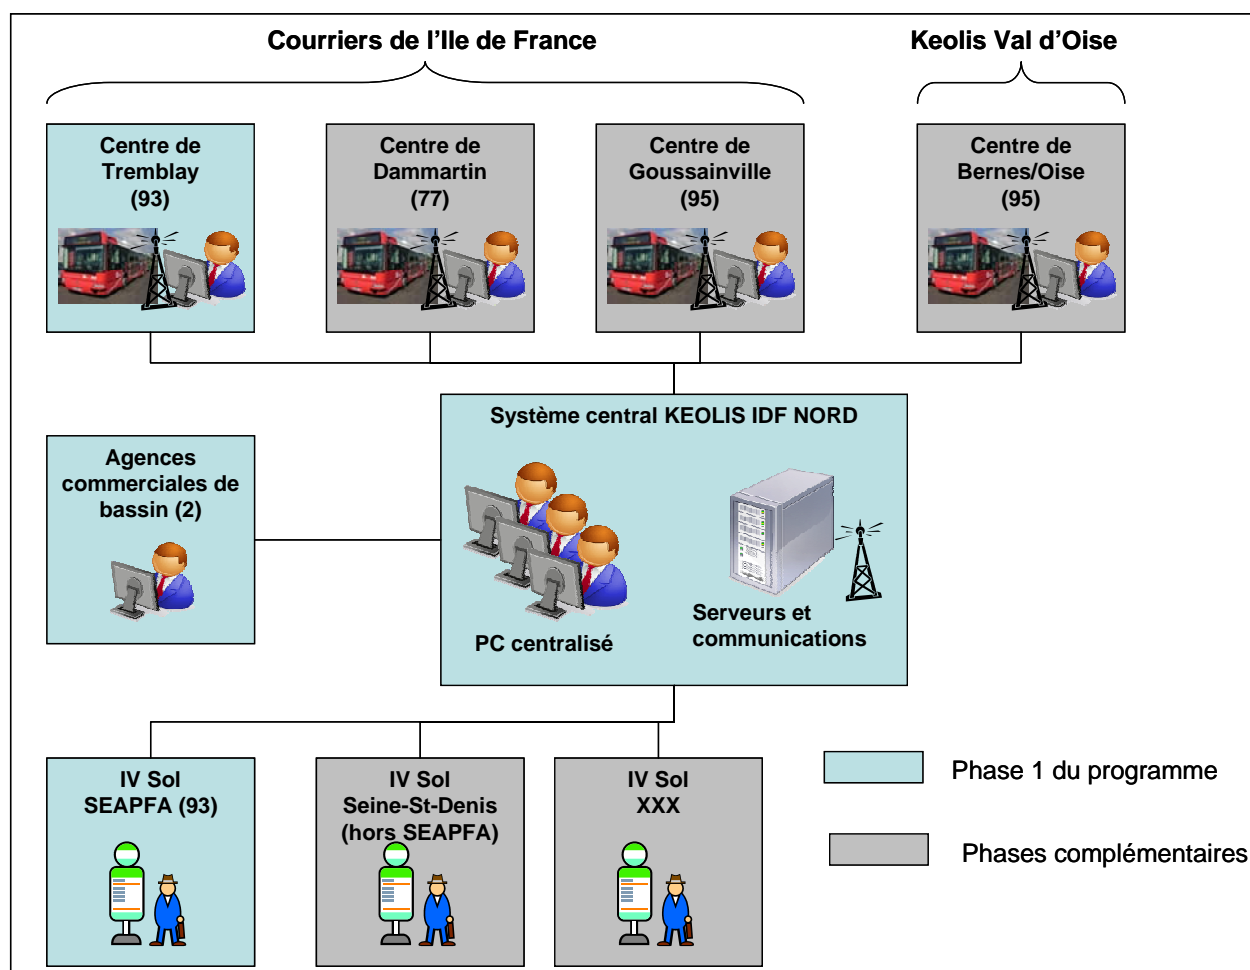 Courriers de l'Ile de France
Keolis Val d'Oise
Centre de
Tremblay
(93)
Centre de
Dammartin
(77)
Centre de
Goussainville
(95)
Centre de
Bernes/Oise
(95)
Système central KEOLIS IDF NORD
Agences
commerciales de
bassin (2)
PC centralisé
Serveurs et
communications
IV Sol
SEAPFA (93)
IV Sol
Seine-St-Denis
(hors SEAPFA)
IV Sol
XXX
Phase 1 du programme
Phases complémentaires